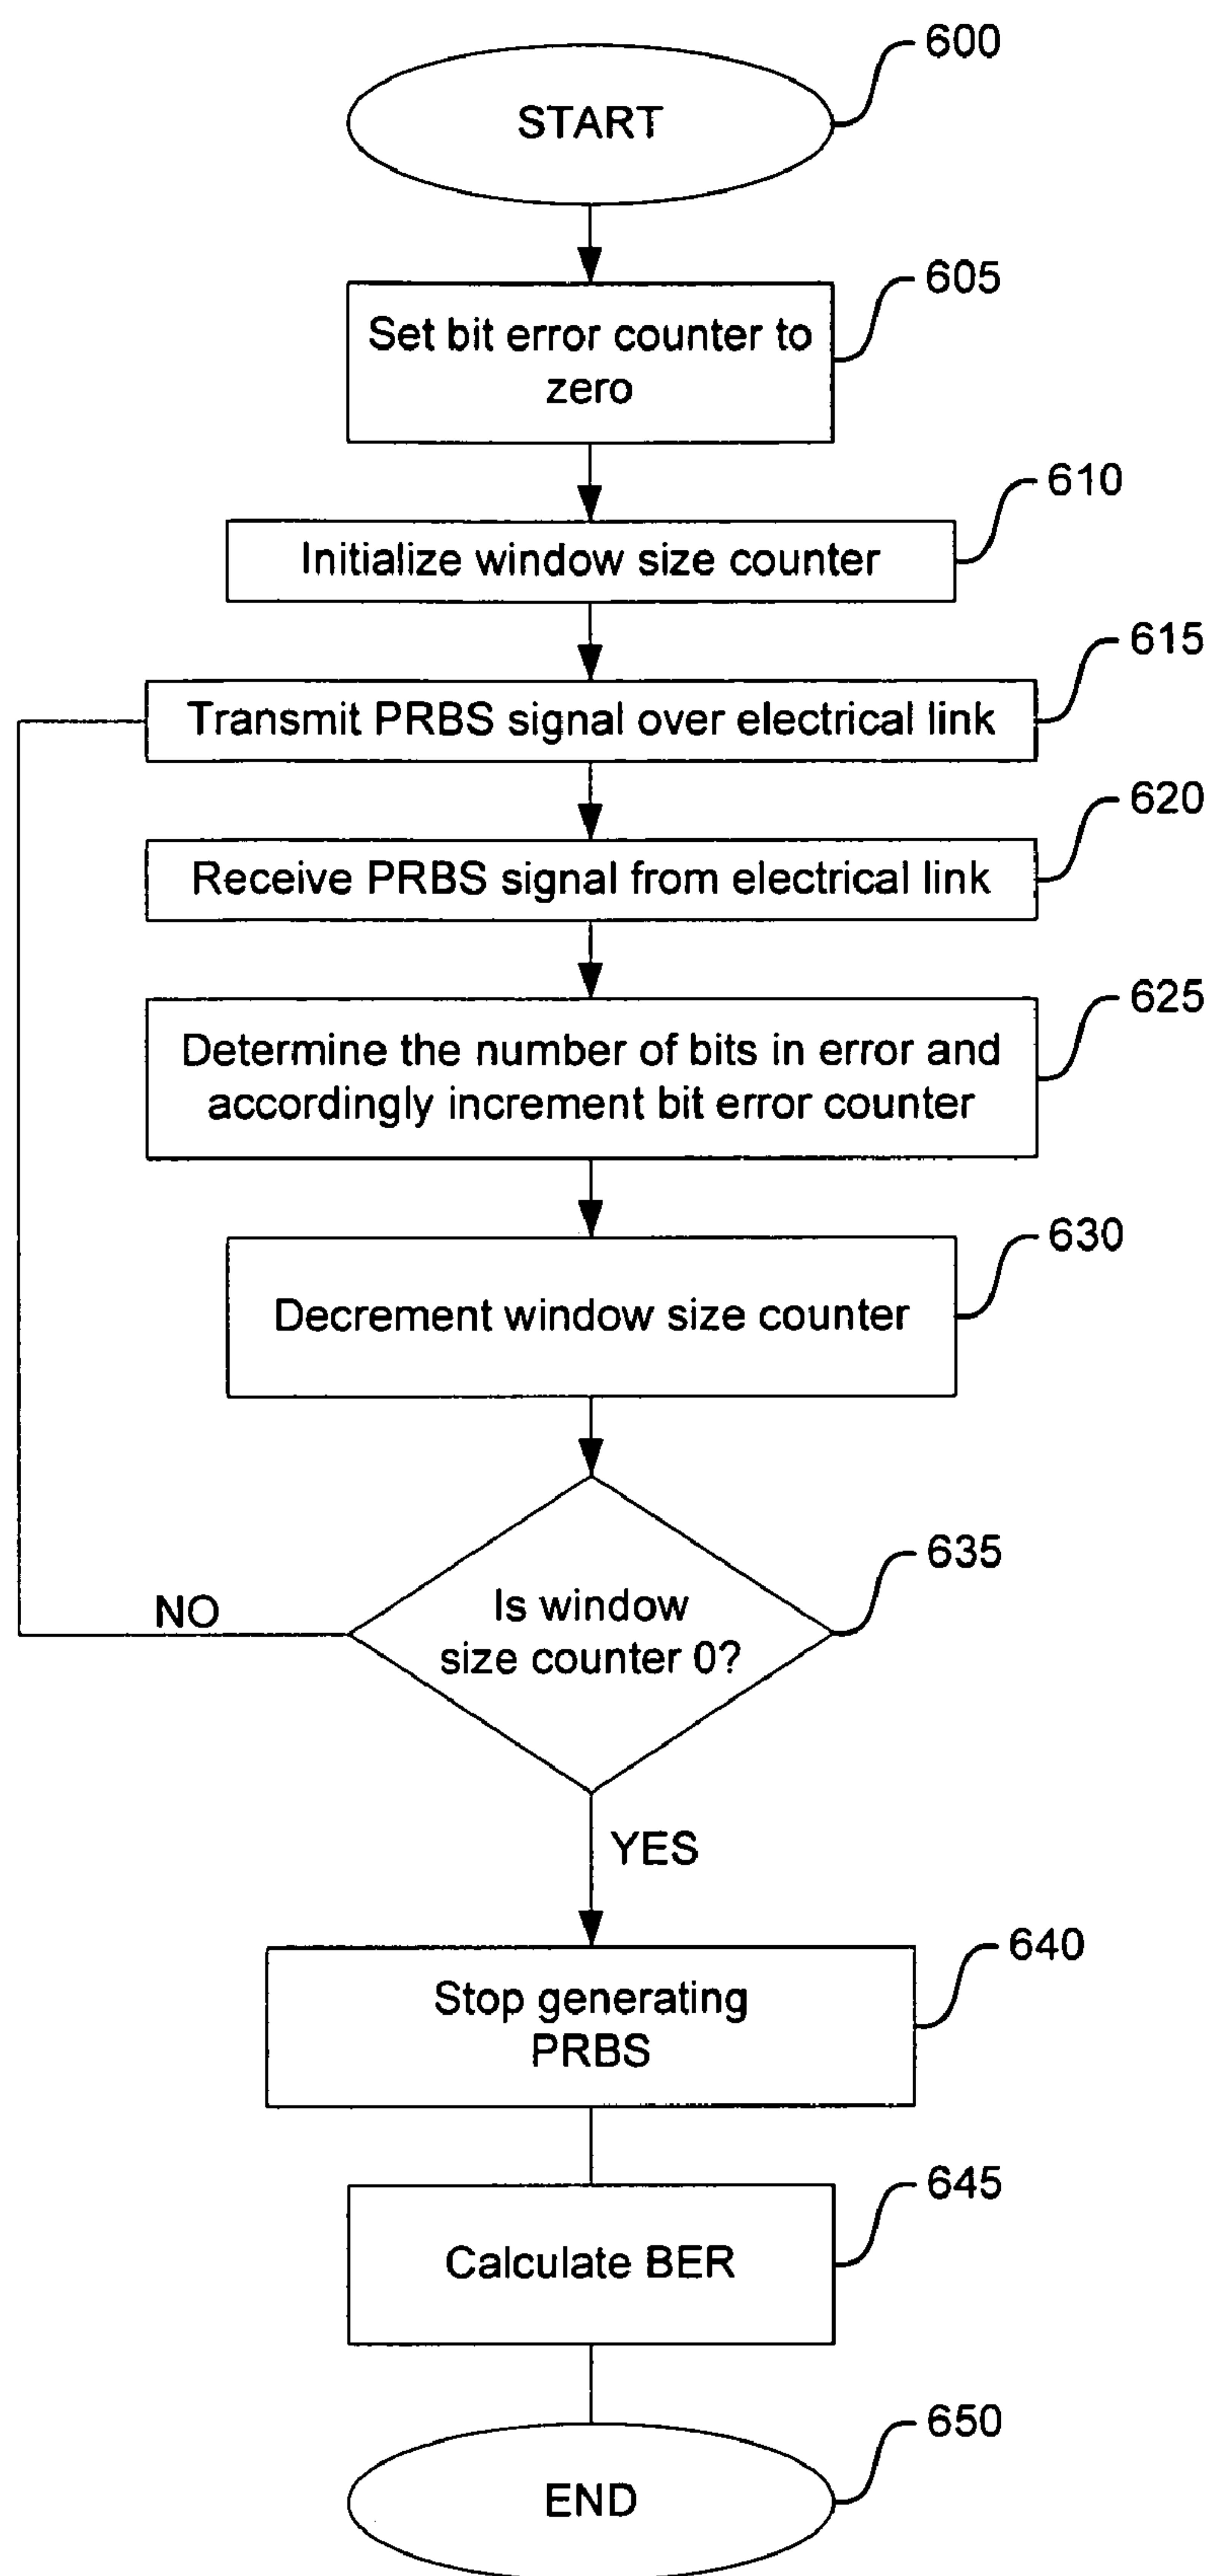 600
START
605
Set bit error counter to
zero
610
Initialize window size counter
615
Transmit PRBS signal over electrical link
620
Receive PRBS signal from electrical link
625
Determine the number of bits in error and
accordingly increment bit error counter
630
Decrement window size counter
635
Is window
size counter 0?
NO
YES
640
Stop generating
PRBS
645
Calculate BER
650
END